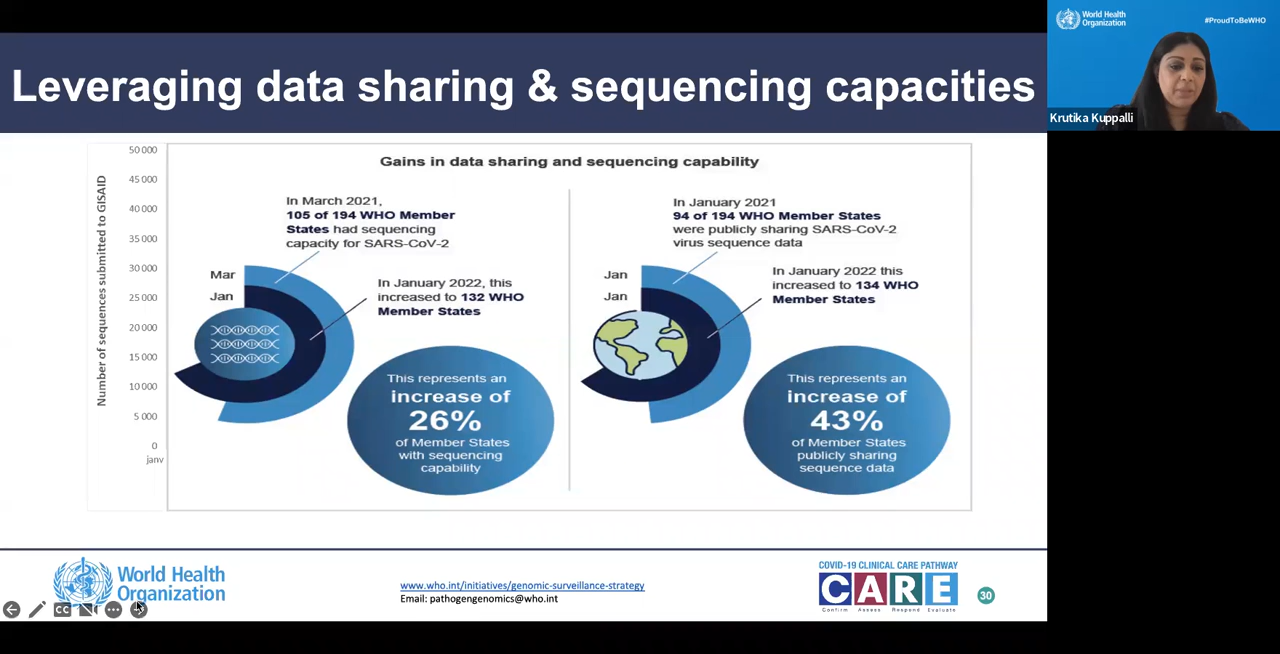 Leveraging data sharing & sequencing capacities
World Health
Organization
#ProudToBeWHO
Krutika Kuppalli
Number of sequences submitted to GISAID
50 000
45 000
40 000
35 000
30 000
25 000
20 000
15 000
10 000
5 000
0
janv
Gains in data sharing and sequencing capability
In March 2021,
105 of 194 WHO Member
States had sequencing
capacity for SARS-CoV-2
Mar
Jan
In January 2022, this
increased to 132 WHO
Member States
This represents an
increase of
26%
of Member States
with sequencing
capability
In January 2021
94 of 194 WHO Member States
were publicly sharing SARS-CoV-2
virus sequence data
Jan
Jan
In January 2022 this
increased to 134 WHO
Member States
This represents an
increase of
43%
of Member States
publicly sharing
sequence data
World Health
Organization
CC
www.who.int/initiatives/genomic-surveillance-strategy
Email: pathogengenomics@who.int
COVID-19 CLINICAL CARE PATHWAY
CARE
Confirm Assess Respond Evaluate
30